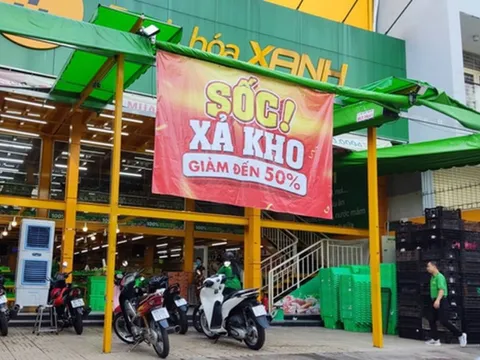 hóa XANH
SỐC!
XẢ KHO
GIẢM ĐẾN 50%